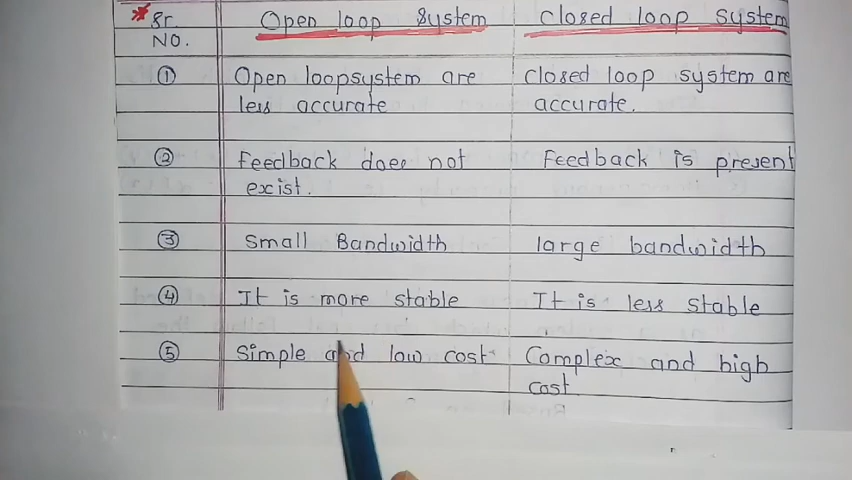 Sr. Open loop system Closed loop system
NO.
① Open loopsystem are Closed loop system are
less accurate accurate.
② Feedback does not Feedback is present
exist.
③ Small Bandwidth large bandwidth
④ It is more stable It is less stable
⑤ Simple and low cost Complex and high
cost.